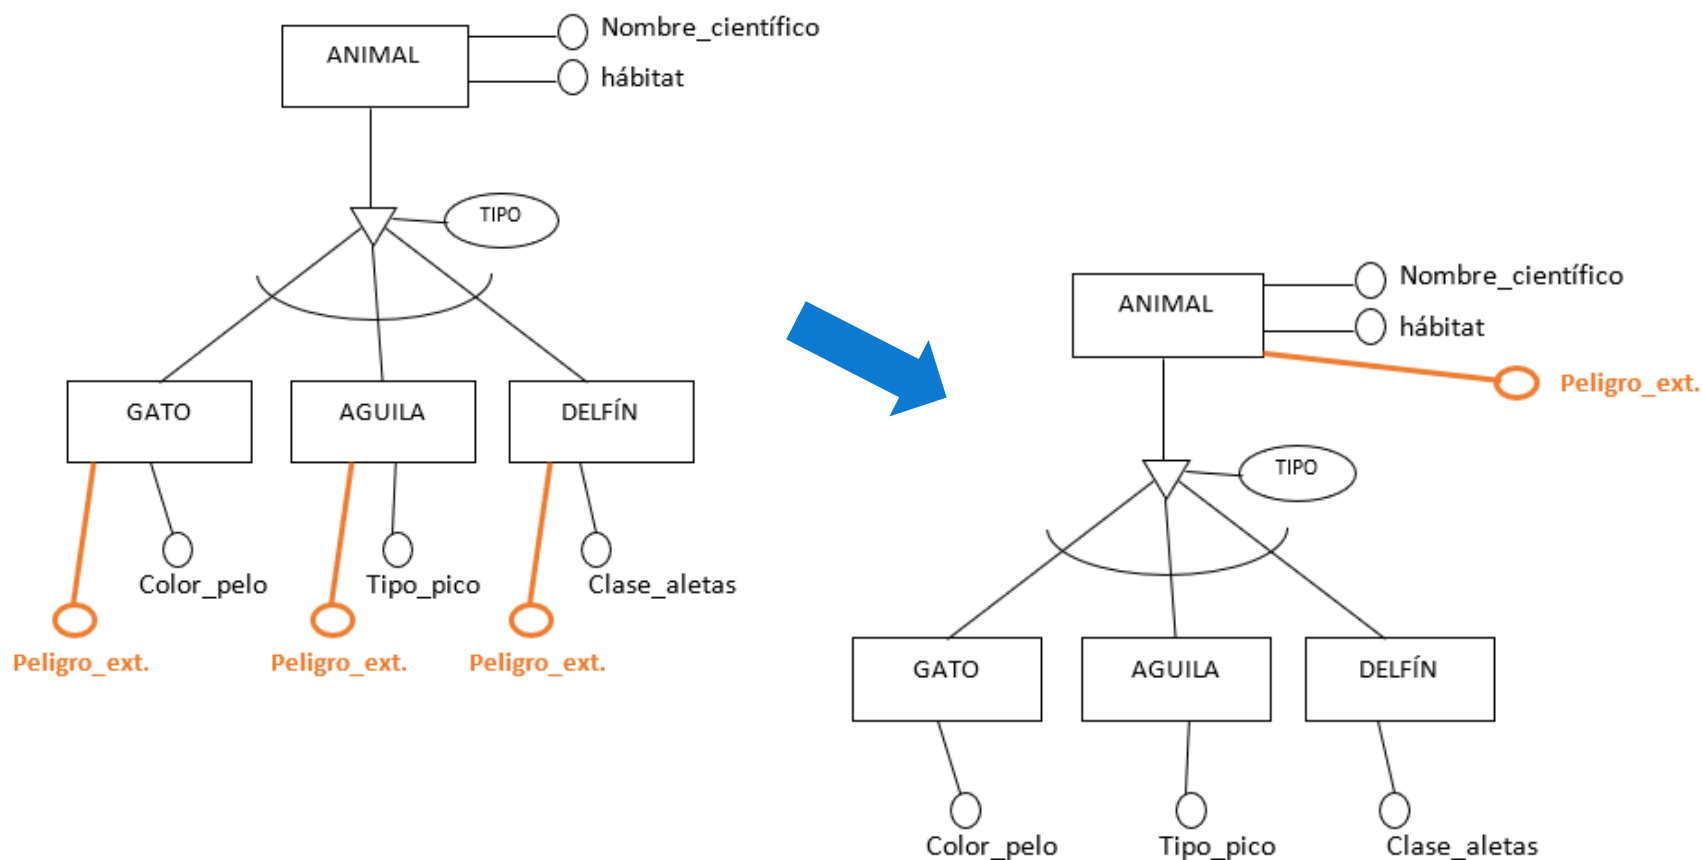 ANIMAL
Nombre_científico
hábitat
TIPO
GATO
AGUILA
DELFÍN
Color_pelo
Tipo_pico
Clase_aletas
Peligro_ext.
Peligro_ext.
Peligro_ext.
ANIMAL
Nombre_científico
hábitat
Peligro_ext.
TIPO
GATO
AGUILA
DELFÍN
Color_pelo
Tipo_pico
Clase_aletas